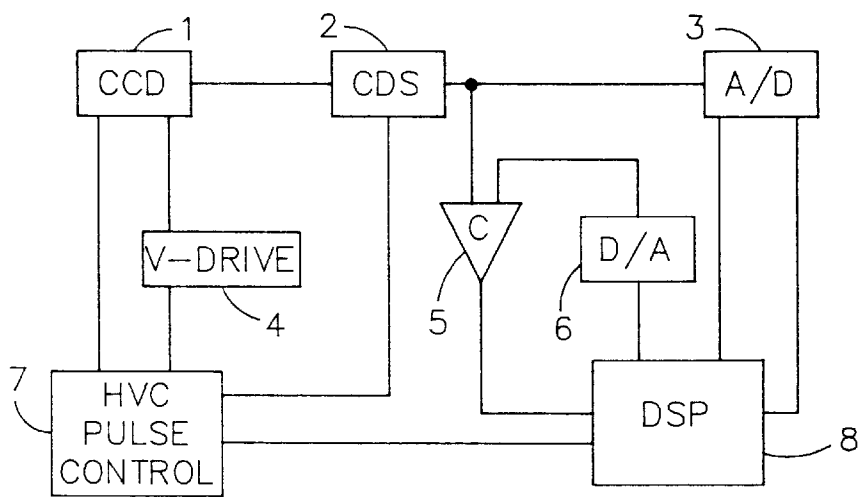 1
2
3
CCD
CDS
A/D
C
V-DRIVE
D/A
4
5
6
7
HVC
PULSE
CONTROL
DSP
8